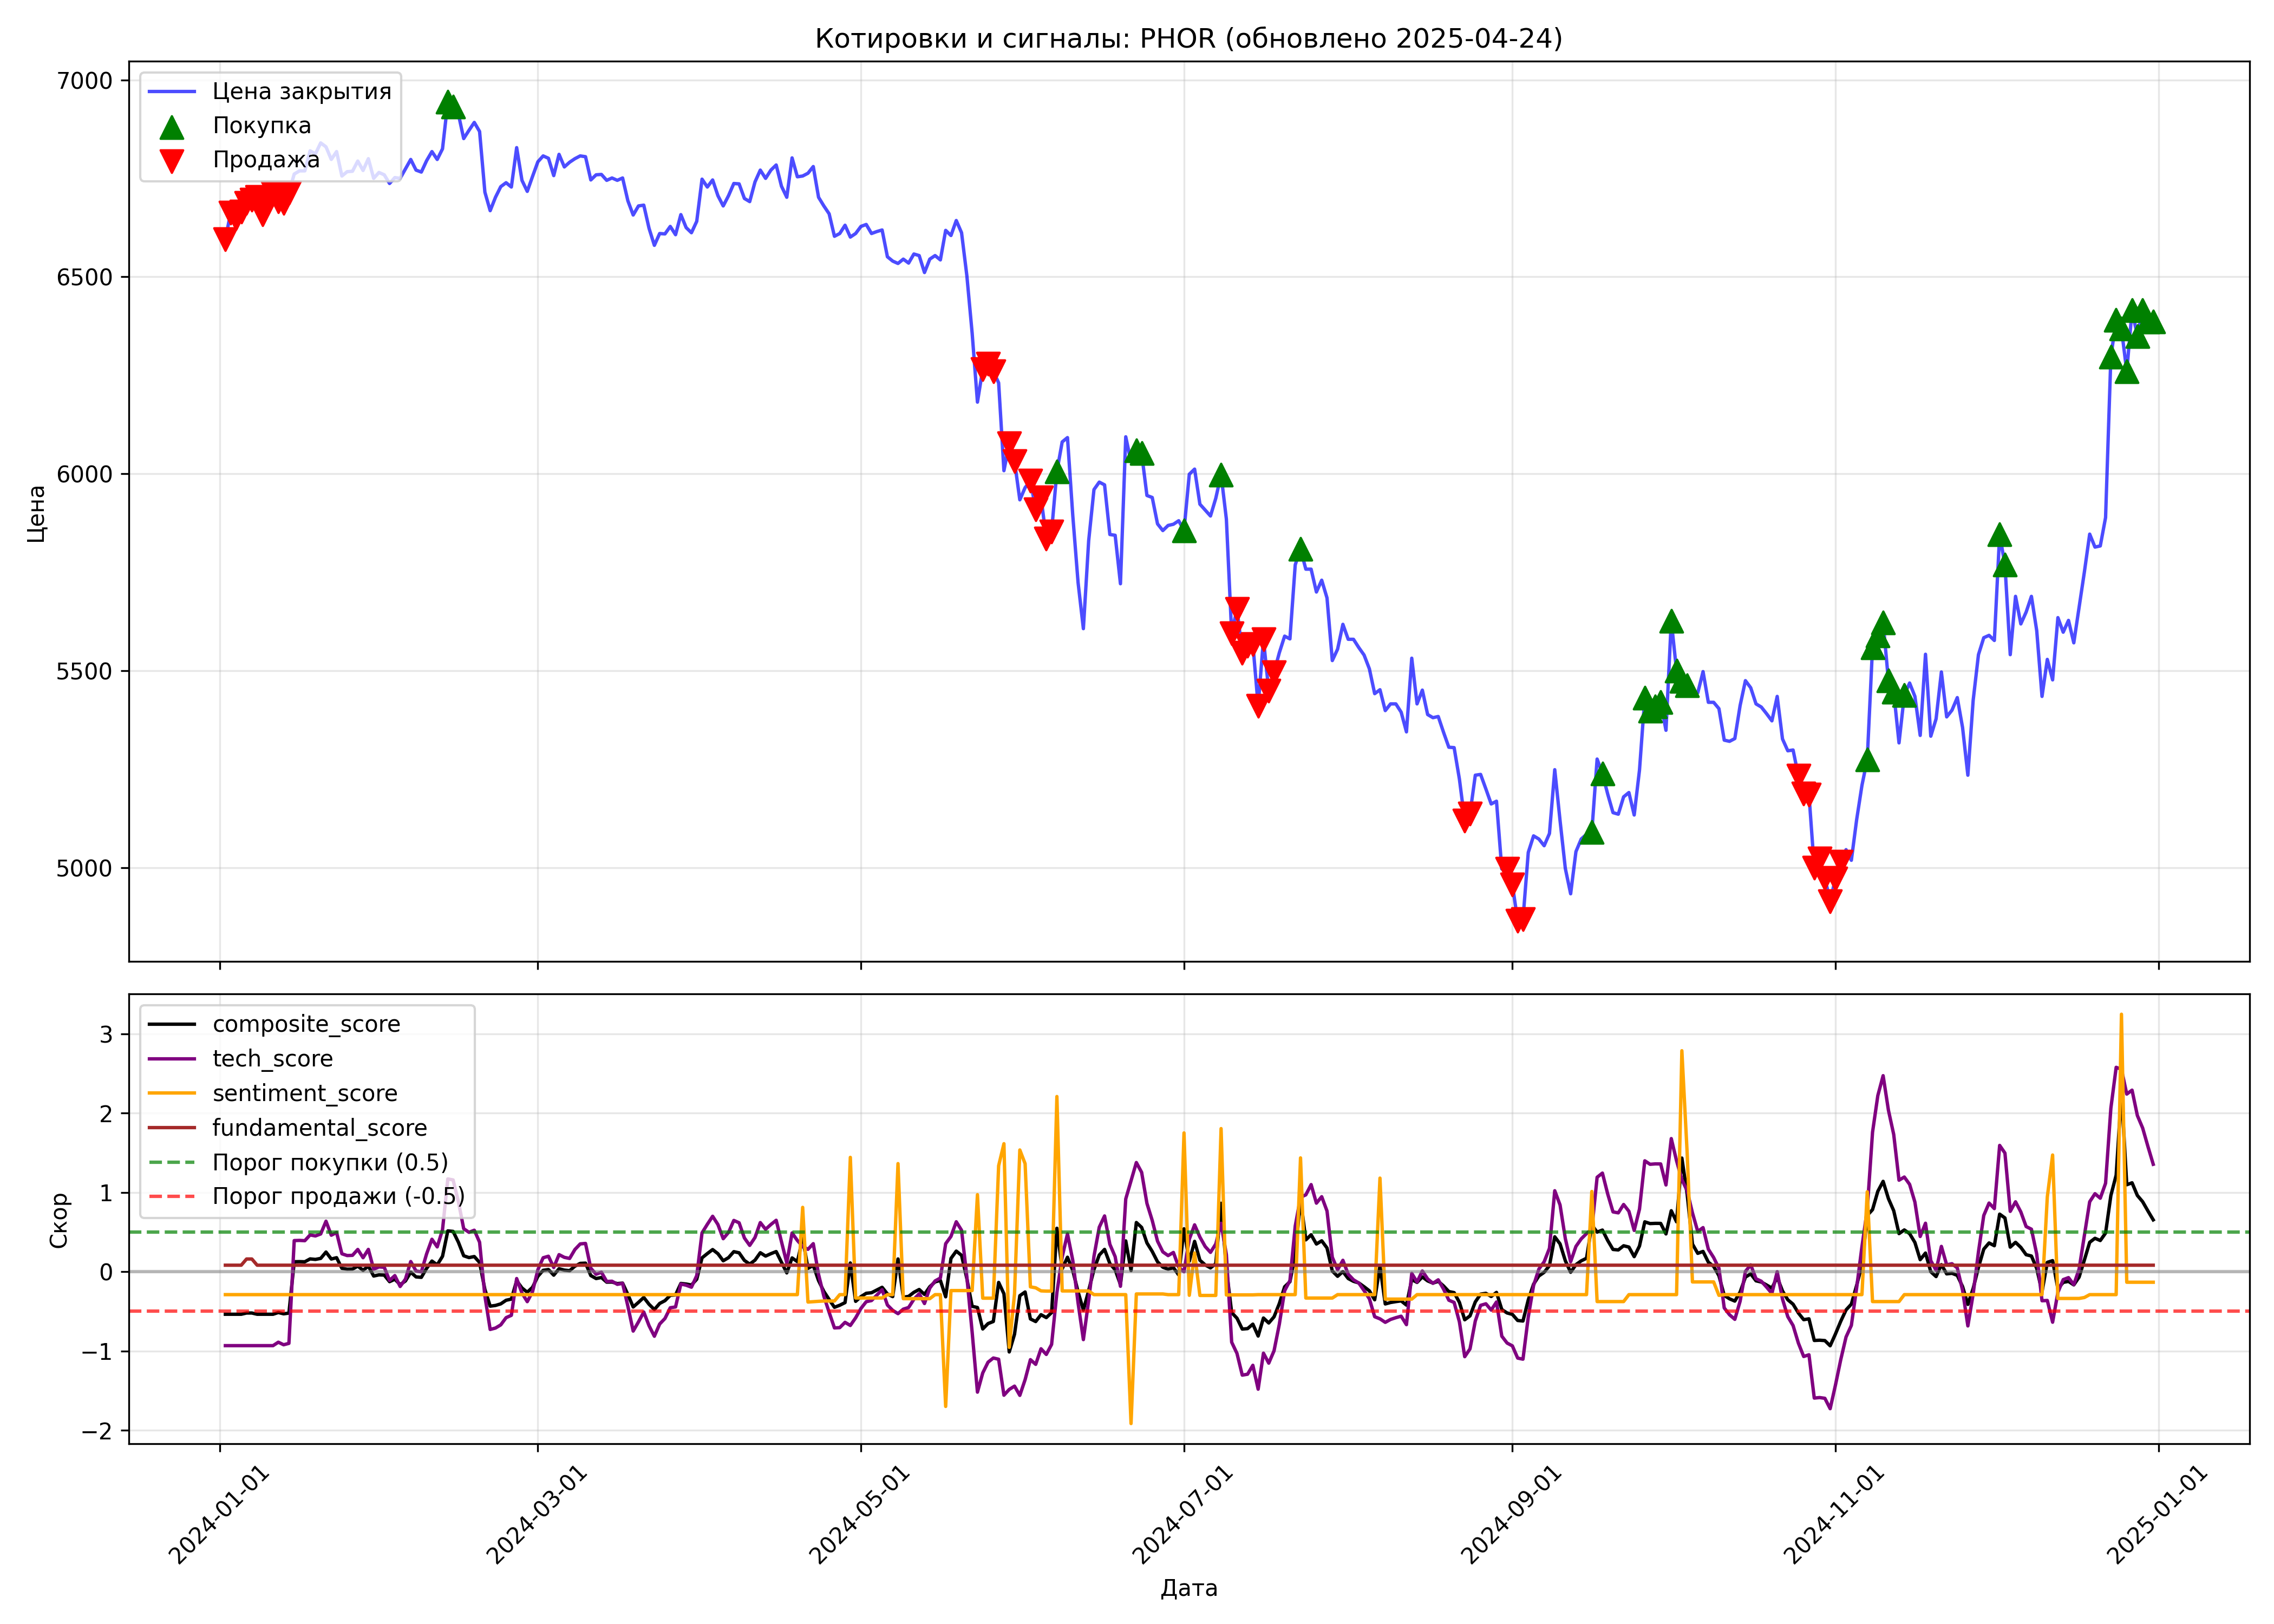 Котировки и сигналы: PHOR (обновлено 2025-04-24)
Цена закрытия
Покупка
Продажа
7000
6500
6000
5500
5000
Цена
composite_score
tech_score
sentiment_score
fundamental_score
Порог покупки (0.5)
Порог продажи (-0.5)
3
2
1
0
−1
−2
Скор
2024-01-01
2024-03-01
2024-05-01
2024-07-01
2024-09-01
2024-11-01
2025-01-01
Дата